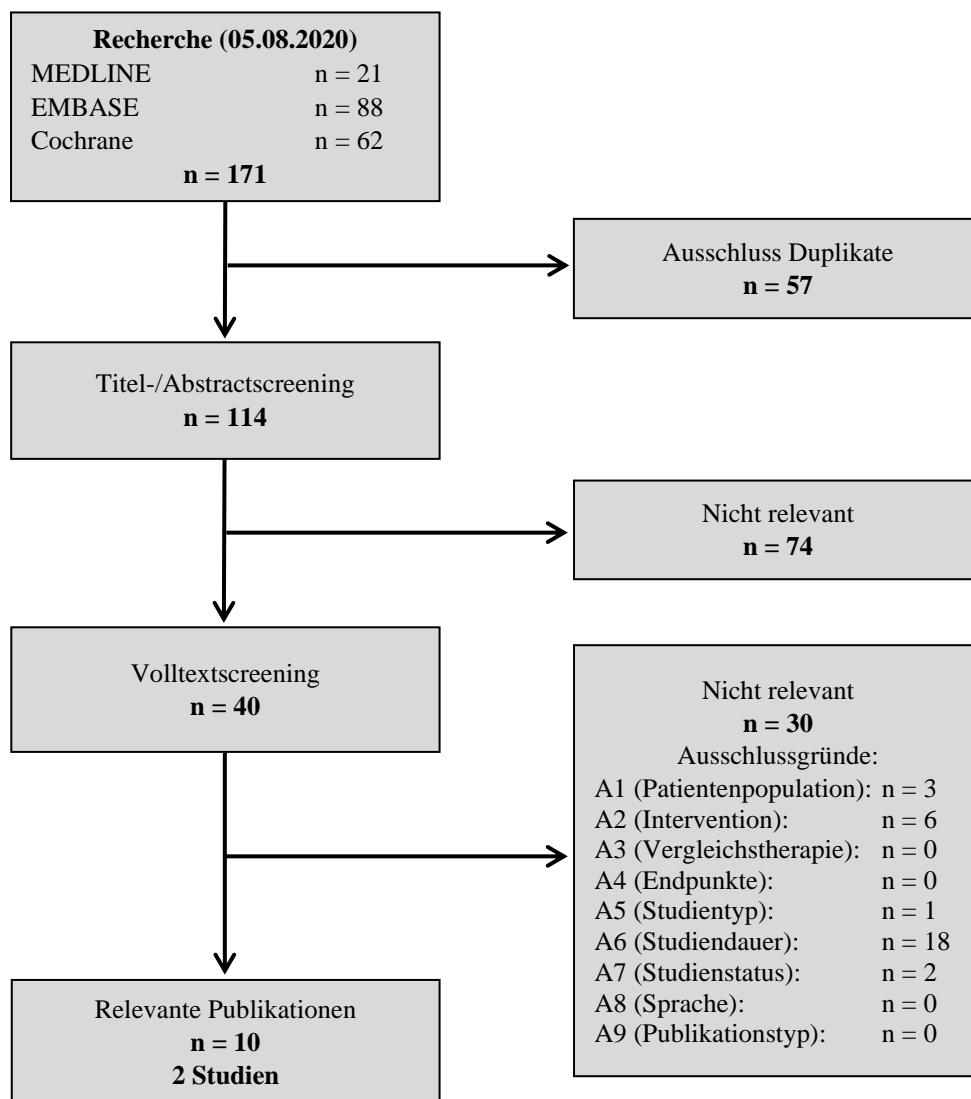 Recherche (05.08.2020)
MEDLINE n = 21
EMBASE n = 88
Cochrane n = 62
n = 171
Ausschluss Duplikate
n = 57
Titel-/Abstractscreening
n = 114
Nicht relevant
n = 74
Volltextscreening
n = 40
Nicht relevant
n = 30
Ausschlussgründe:
A1 (Patientenpopulation): n = 3
A2 (Intervention): n = 6
A3 (Vergleichstherapie): n = 0
A4 (Endpunkte): n = 0
A5 (Studientyp): n = 1
A6 (Studiendauer): n = 18
A7 (Studienstatus): n = 2
A8 (Sprache): n = 0
A9 (Publikationstyp): n = 0
Relevante Publikationen
n = 10
2 Studien